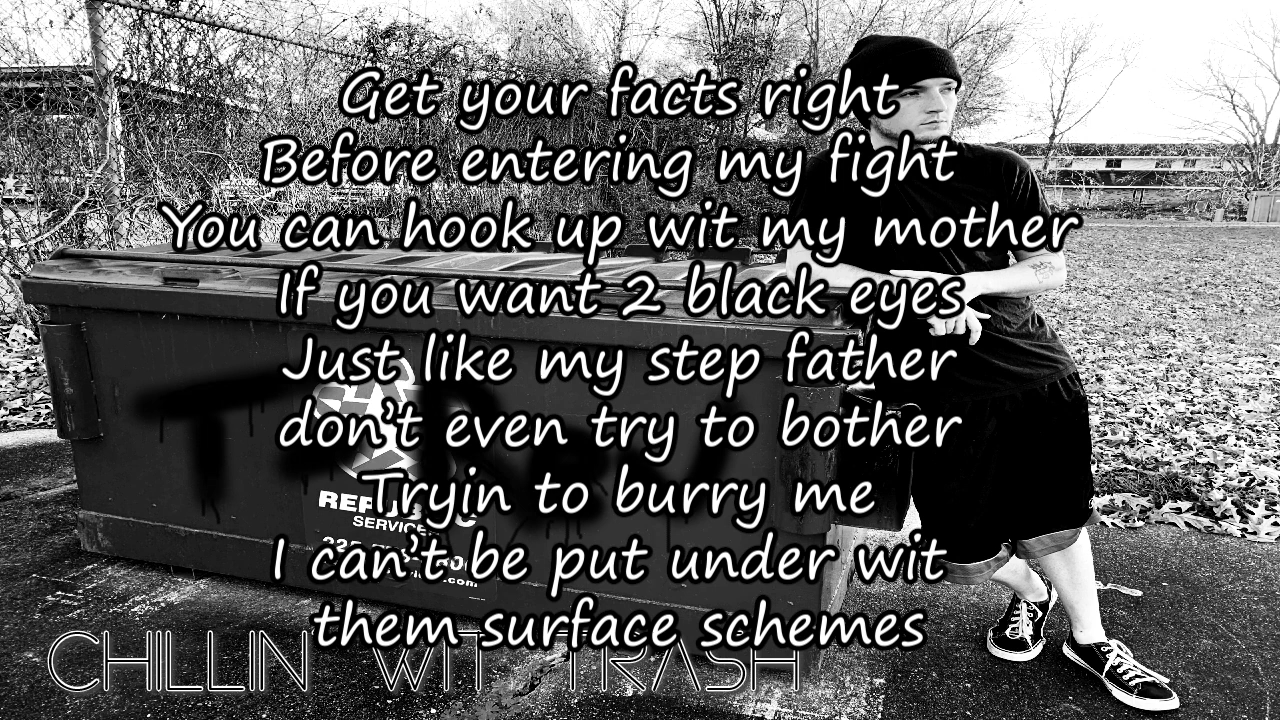 Get your facts right
Before entering my fight
You can hook up wit my mother
If you want 2 black eyes
Just like my step father
don't even try to bother
Tryin to burry me
I can't be put under wit
them surface schemes
SERVICE
.com
CHILLIN WIT TRASH